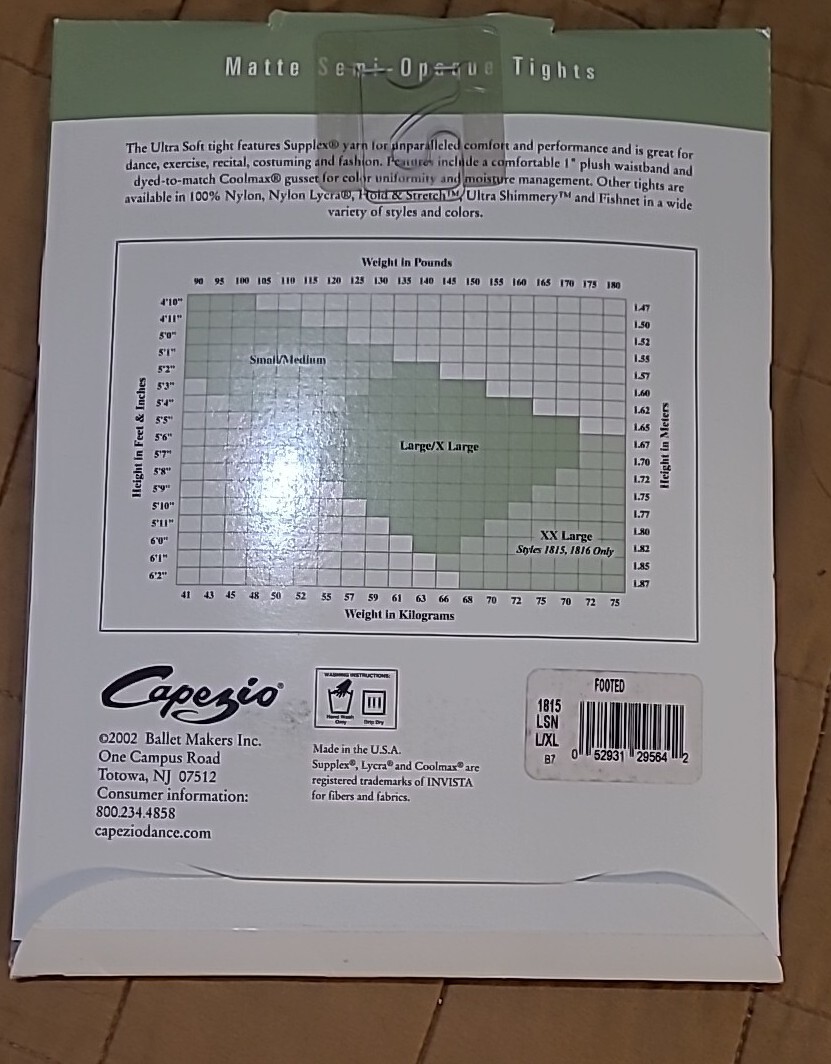 Matte Semi-Opaque Tights
The Ultra Soft tight features Supplex® yarn for unparalleled comfort and performance and is great for
dance, exercise, recital, costuming and fashion. Features include a comfortable 1" plush waistband and
dyed-to-match Coolmax® gusset for color uniformity and moisture management. Other tights are
available in 100% Nylon, Nylon Lycra®, Hold & Stretch™, Ultra Shimmery™ and Fishnet in a wide
variety of styles and colors.
Weight in Pounds
90 95 100 105 110 115 120 125 130 135 140 145 150 155 160 165 170 175 180
Height in Feet & Inches
4'10"
4'11"
5'0"
5'1"
5'2"
5'3"
5'4"
5'5"
5'6"
5'7"
5'8"
5'9"
5'10"
5'11"
6'0"
6'1"
6'2"
Small/Medium
Large/X Large
XX Large
Styles 1815, 1816 Only
1.47
1.50
1.52
1.55
1.57
1.60
1.62
1.65
1.67
1.70
1.72
1.75
1.77
1.80
1.82
1.85
1.87
Height in Meters
41 43 45 48 50 52 55 57 59 61 63 66 68 70 72 75 70 72 75
Weight in Kilograms
Capezio®
©2002 Ballet Makers Inc.
One Campus Road
Totowa, NJ 07512
Consumer information:
800.234.4858
capeziodance.com
WASHING INSTRUCTIONS:
Hand Wash
Only
Drip Dry
Made in the U.S.A.
Supplex®, Lycra® and Coolmax® are
registered trademarks of INVISTA
for fibers and fabrics.
FOOTED
1815
LSN
L/XL
B7
0 52931 29564 2